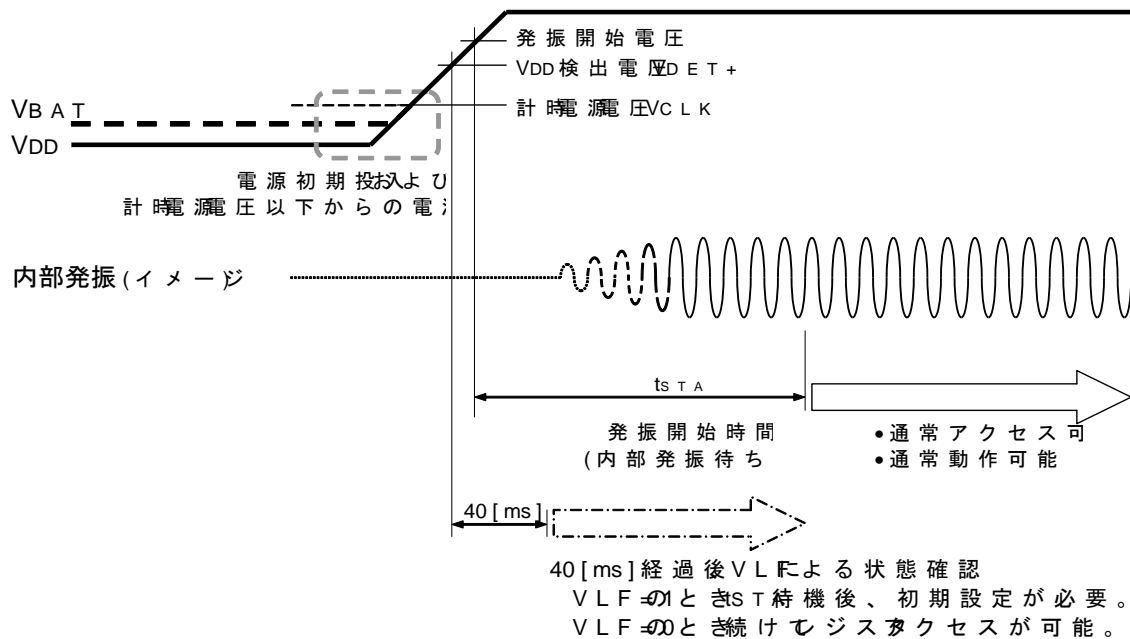 発振開始電圧
VDD検出電圧VDET+
計時電源電圧VCLK
VBAT
VDD
電源初期投入および
計時電源電圧以下からの電
内部発振(イメージ)
tSTA
発振開始時間
(内部発振待ち
•通常アクセス可
•通常動作可能
40[ms]
40[ms]経過後VLFによる状態確認
VLF=1のときtSTA待機後、初期設定が必要。
VLF=0のとき続けてレジスタアクセスが可能。